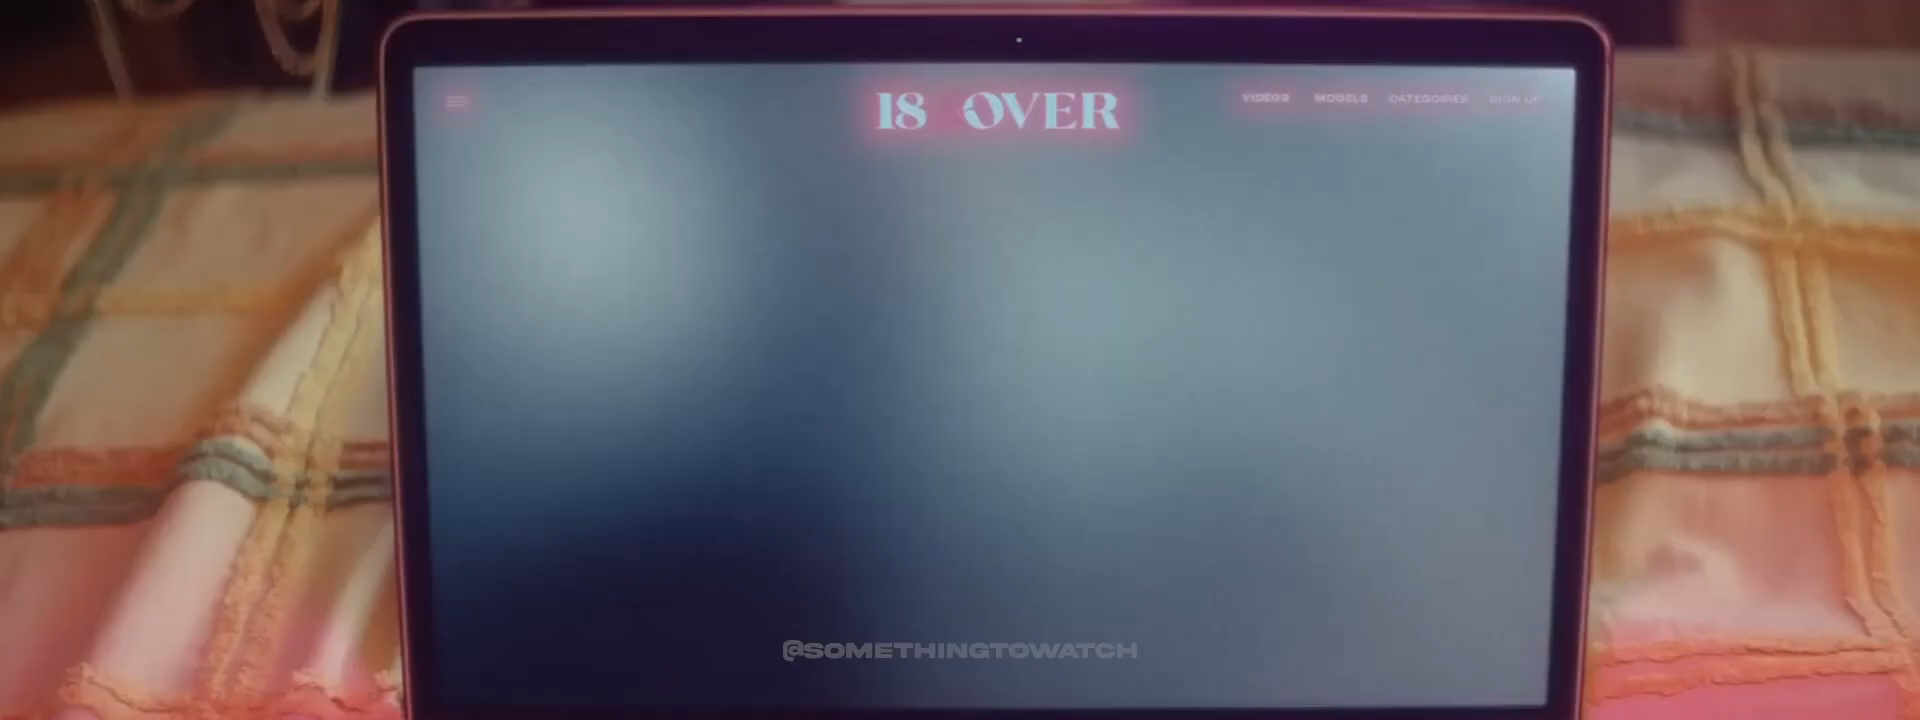 18 OVER
VIDEOS MODELS CATEGORIES SIGN UP
@SOMETHINGTOWATCH